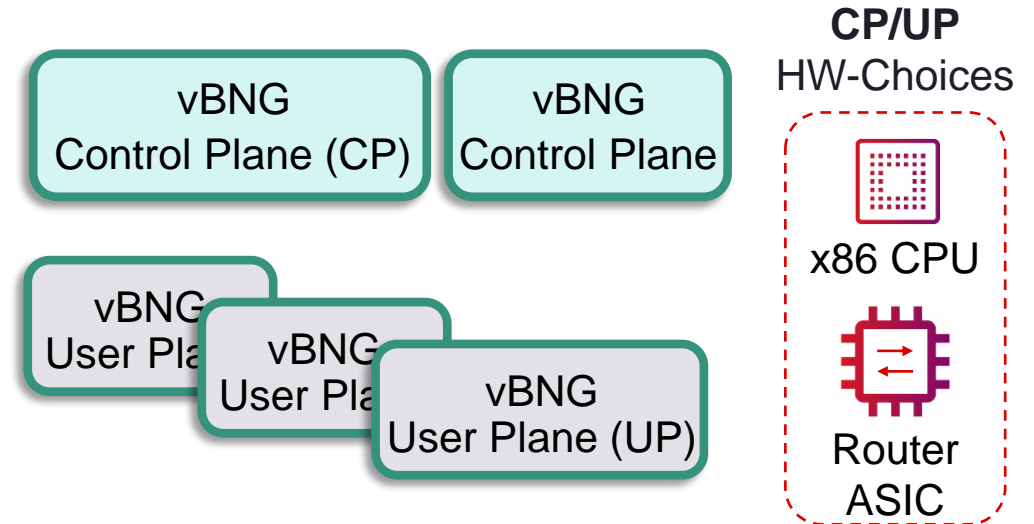 vBNG
Control Plane (CP)
vBNG
Control Plane
vBNG
User Pla
vBNG
User Pla
vBNG
User Plane (UP)
CP/UP
HW-Choices
x86 CPU
Router
ASIC